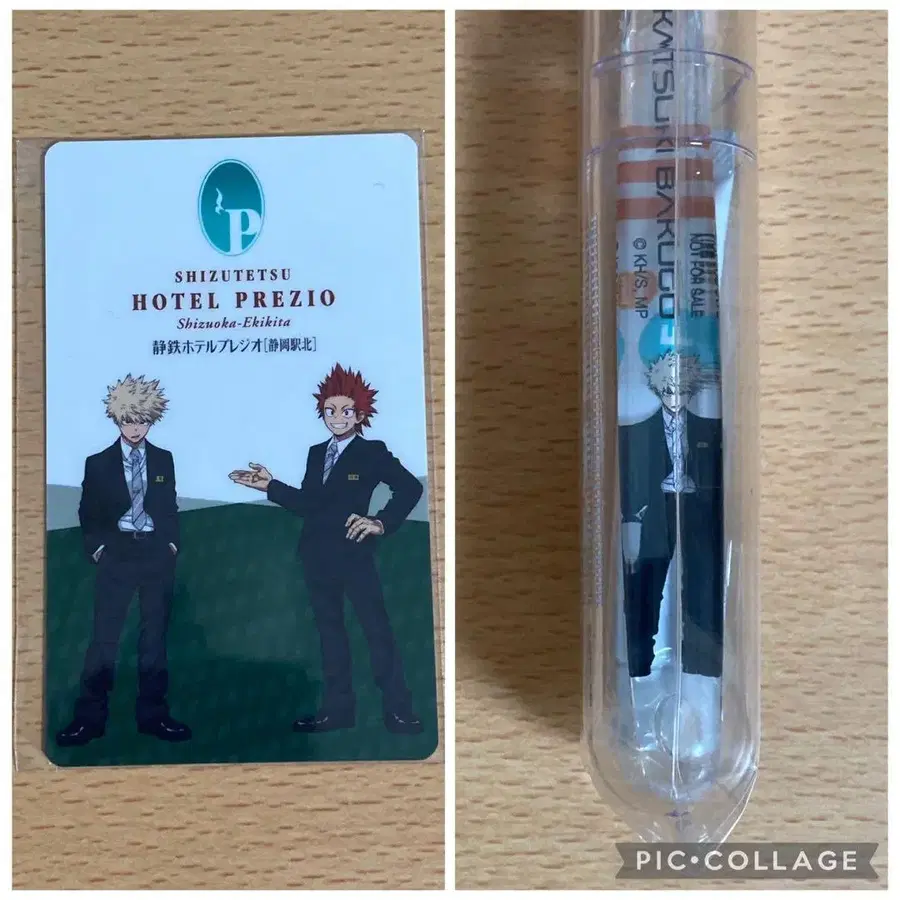 P
SHIZUTETSU
HOTEL PREZIO
Shizuoka-Ekikita
静鉄ホテルプレジオ[静岡駅北]
KATSUKI BAKUGO
NOT FOR SALE
© KH/S, MP
PIC•COLLAGE